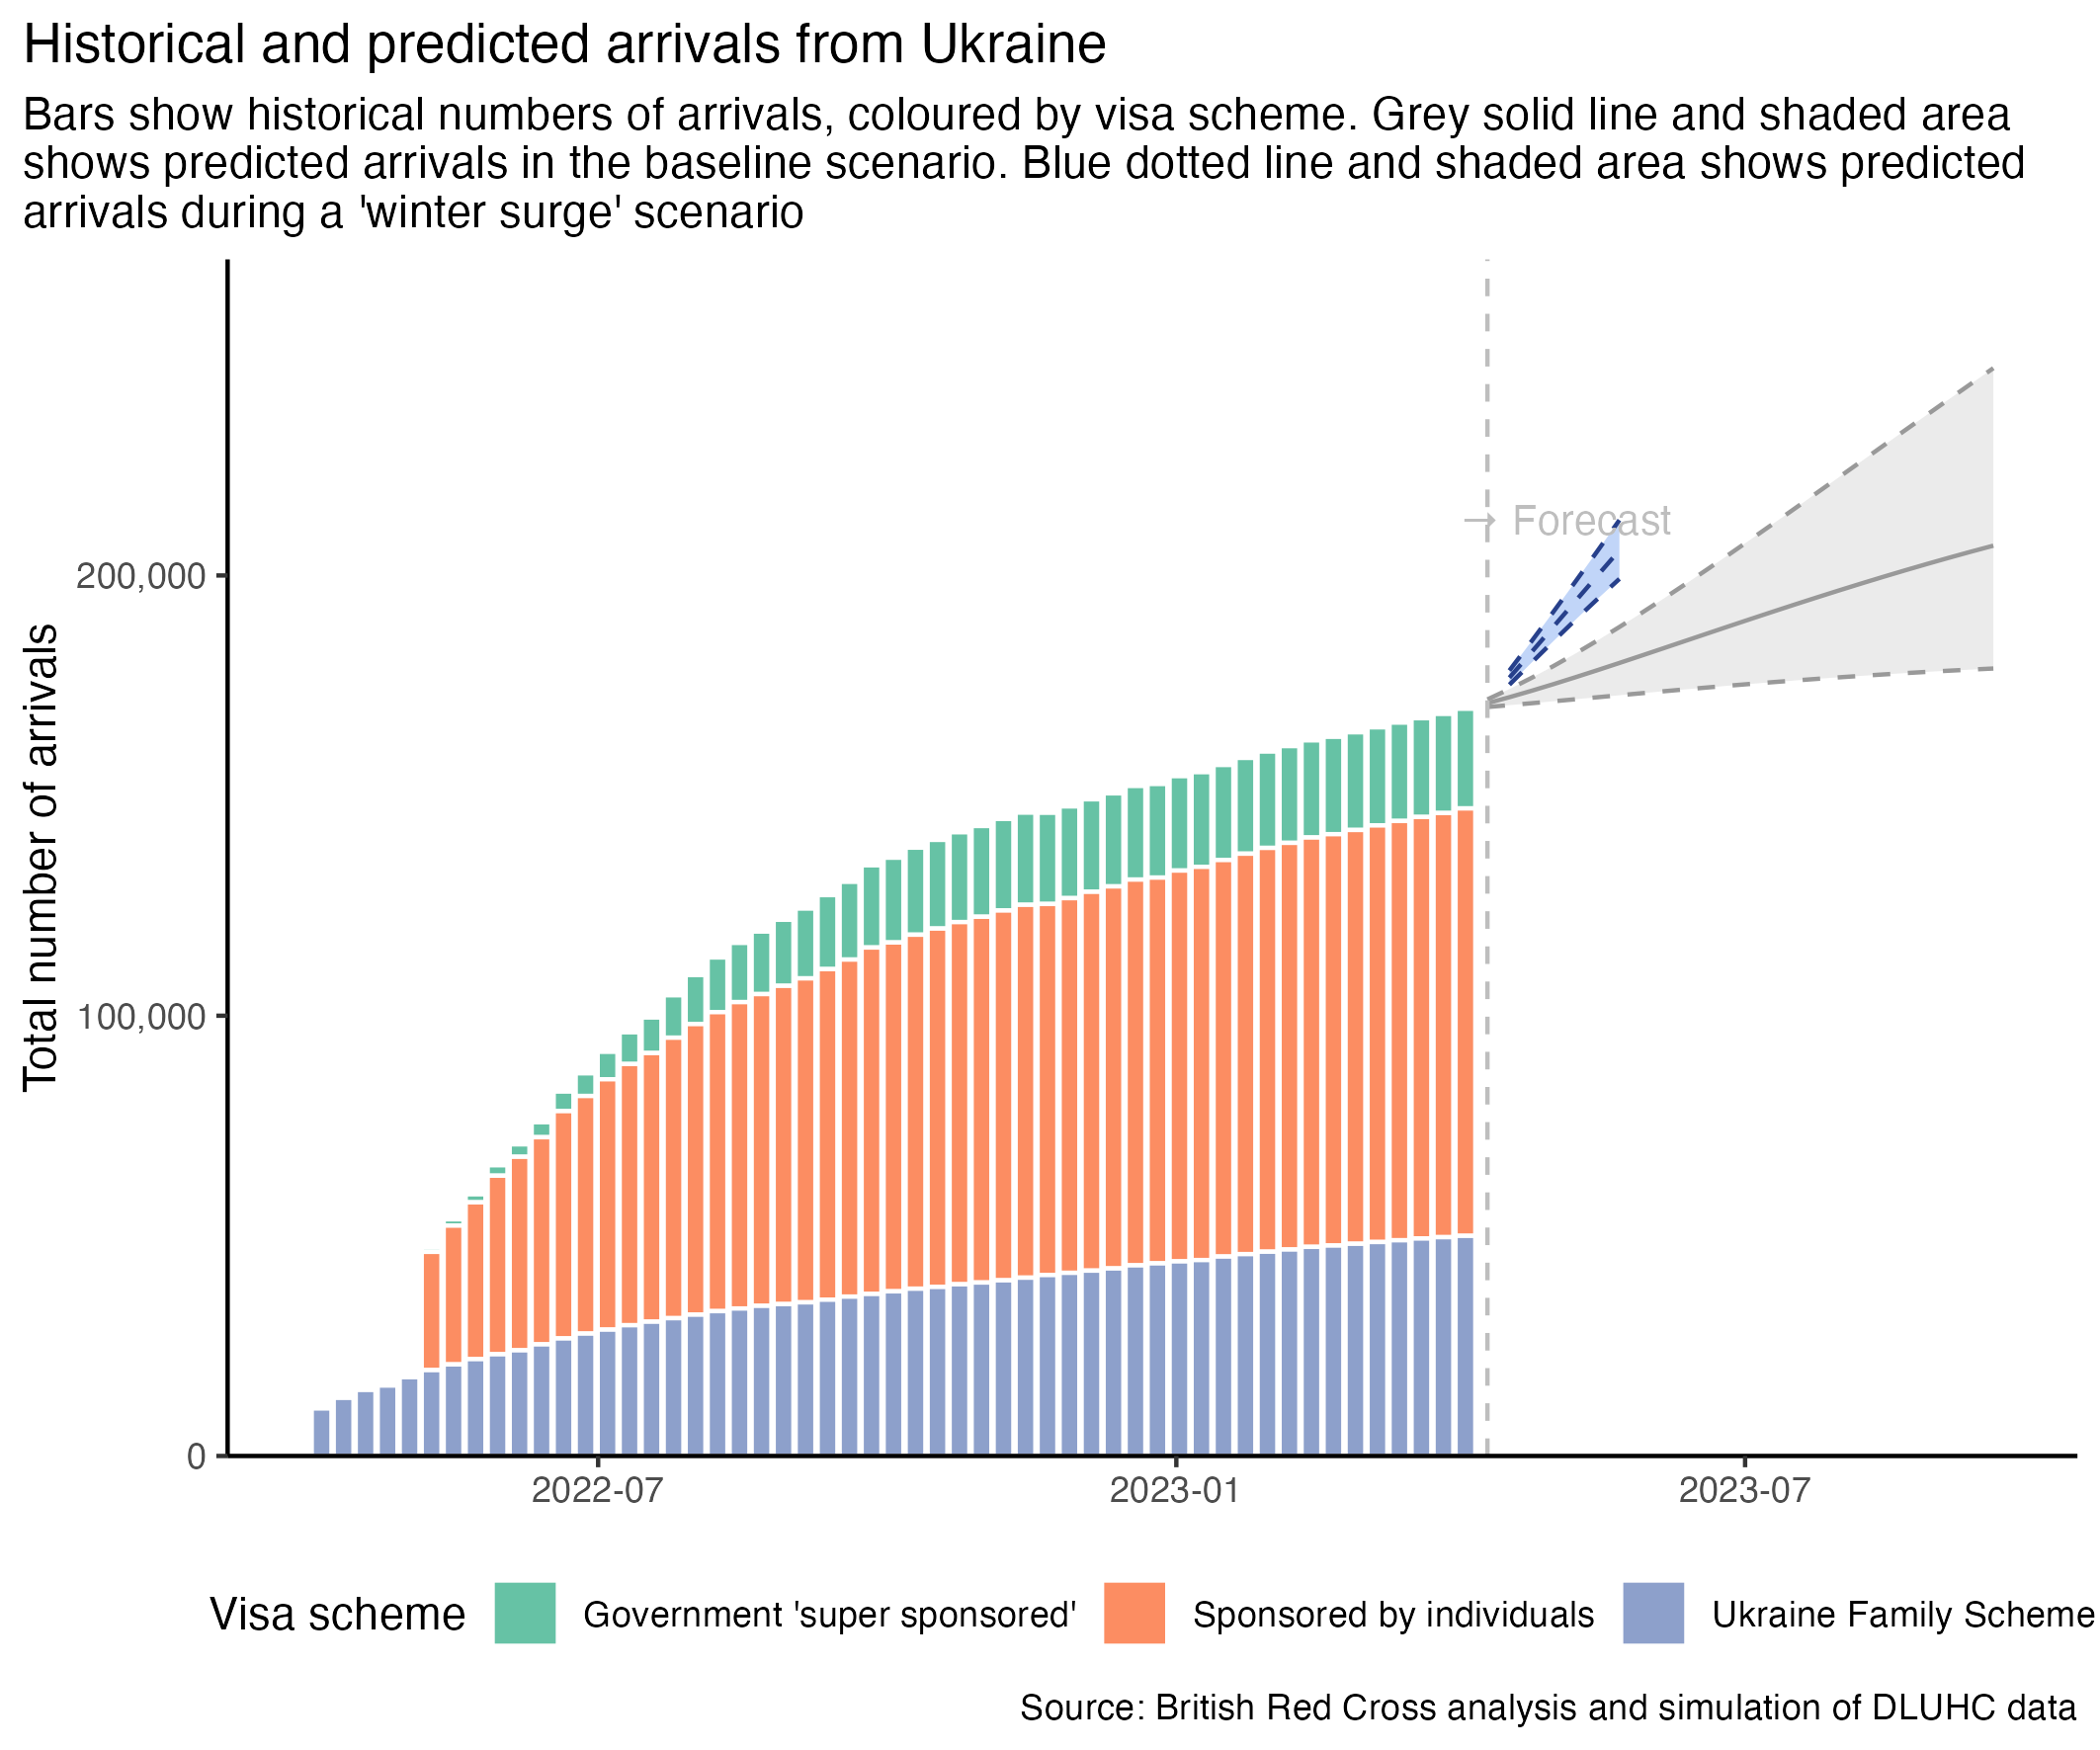 Historical and predicted arrivals from Ukraine
Bars show historical numbers of arrivals, coloured by visa scheme. Grey solid line and shaded area
shows predicted arrivals in the baseline scenario. Blue dotted line and shaded area shows predicted
arrivals during a 'winter surge' scenario
Total number of arrivals
200,000
100,000
0
→ Forecast
2022-07
2023-01
2023-07
Visa scheme
Government 'super sponsored'
Sponsored by individuals
Ukraine Family Scheme
Source: British Red Cross analysis and simulation of DLUHC data